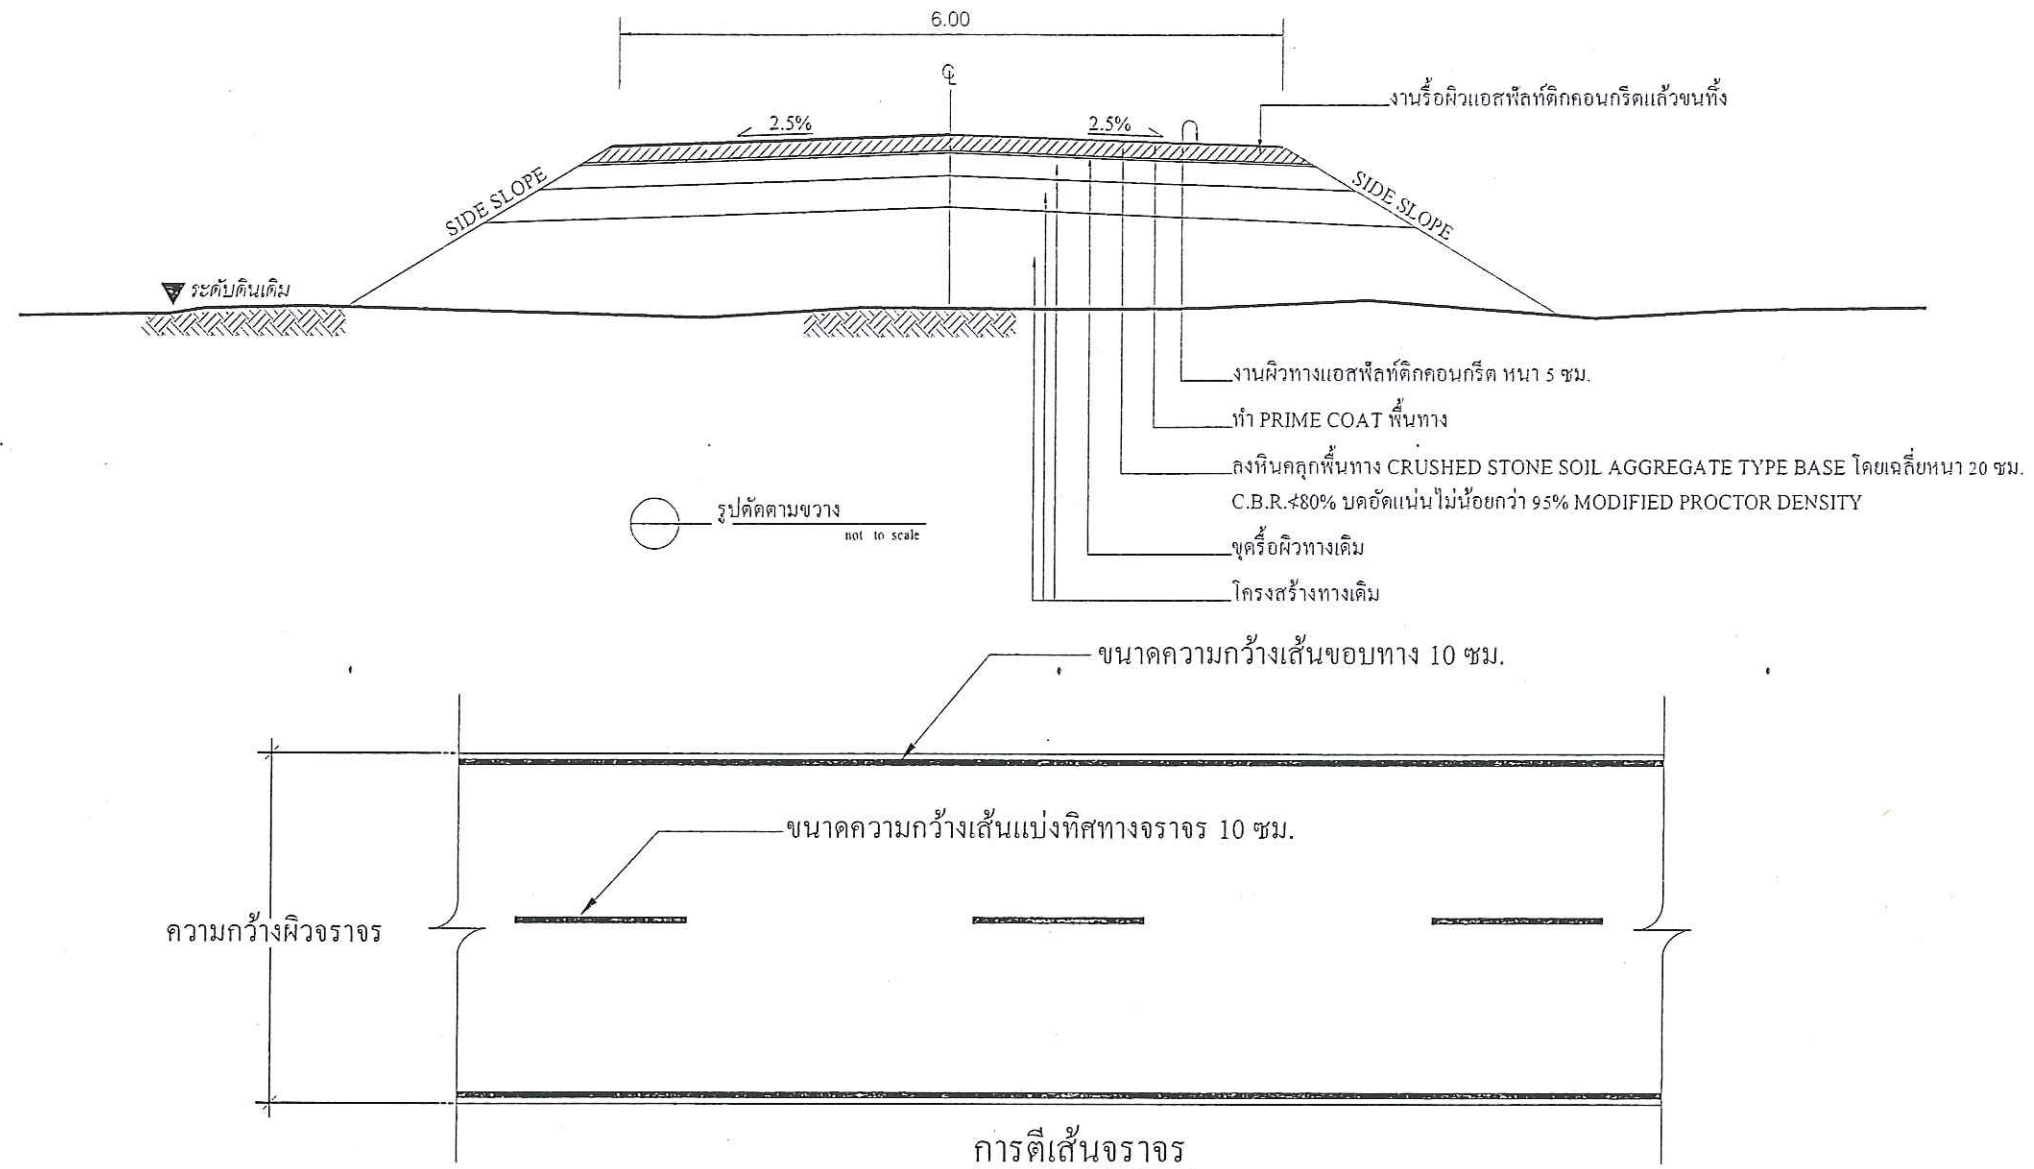 6.00
℄
งานรื้อผิวแอสฟัลท์ติกคอนกรีตแล้วขนทิ้ง
2.5%
2.5%
SIDE SLOPE
SIDE SLOPE
ระดับดินเดิม
งานผิวทางแอสฟัลท์ติกคอนกรีต หนา 5 ซม.
ทำ PRIME COAT พื้นทาง
ลงหินคลุกพื้นทาง CRUSHED STONE SOIL AGGREGATE TYPE BASE โดยเฉลี่ยหนา 20 ซม.
C.B.R.≮80% บดอัดแน่นไม่น้อยกว่า 95% MODIFIED PROCTOR DENSITY
รูปตัดตามขวาง
not to scale
ขุดรื้อผิวทางเดิม
โครงสร้างทางเดิม
ขนาดความกว้างเส้นขอบทาง 10 ซม.
ขนาดความกว้างเส้นแบ่งทิศทางจราจร 10 ซม.
ความกว้างผิวจราจร
การตีเส้นจราจร